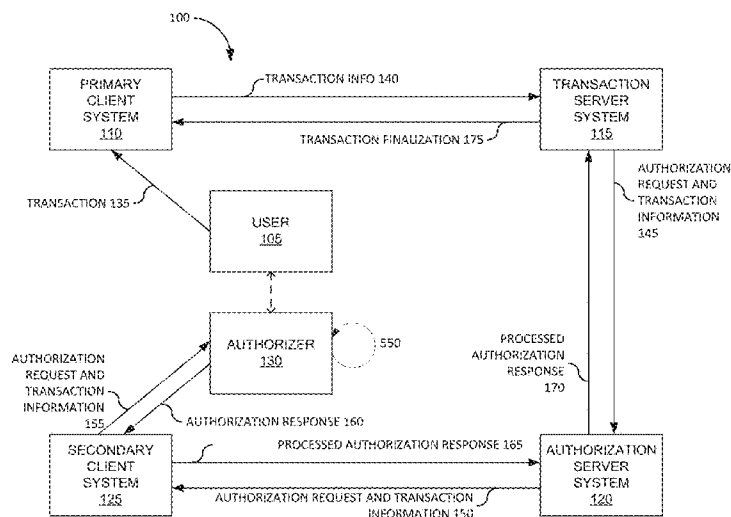 100
PRIMARY
CLIENT
SYSTEM
110
TRANSACTION INFO 140
TRANSACTION
SERVER
SYSTEM
115
TRANSACTION FINALIZATION 175
TRANSACTION 135
USER
105
AUTHORIZATION
REQUEST AND
TRANSACTION
INFORMATION
145
AUTHORIZER
130
550
AUTHORIZATION
REQUEST AND
TRANSACTION
INFORMATION
155
PROCESSED
AUTHORIZATION
RESPONSE
170
AUTHORIZATION RESPONSE 160
SECONDARY
CLIENT
SYSTEM
125
PROCESSED AUTHORIZATION RESPONSE 165
AUTHORIZATION REQUEST AND TRANSACTION
INFORMATION 150
AUTHORIZATION
SERVER
SYSTEM
120